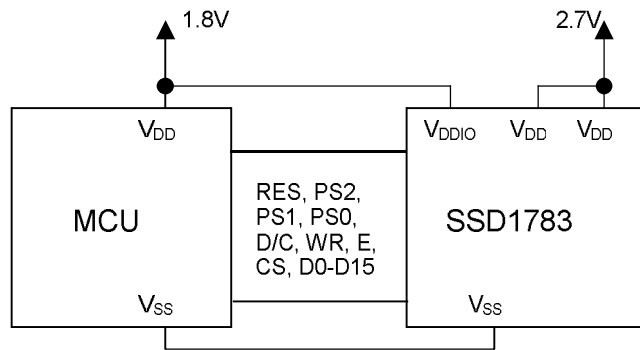 1.8V
2.7V
VDD
VDDIO
VDD
VDD
RES, PS2,
PS1, PS0,
D/C, WR, E,
CS, D0-D15
MCU
SSD1783
VSS
VSS